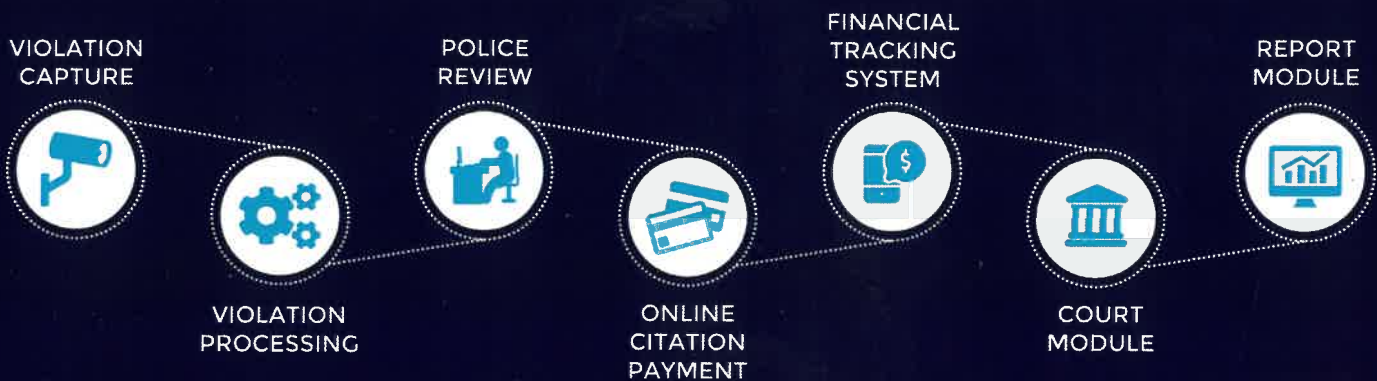 VIOLATION
CAPTURE
VIOLATION
PROCESSING
POLICE
REVIEW
ONLINE
CITATION
PAYMENT
FINANCIAL
TRACKING
SYSTEM
$
COURT
MODULE
REPORT
MODULE